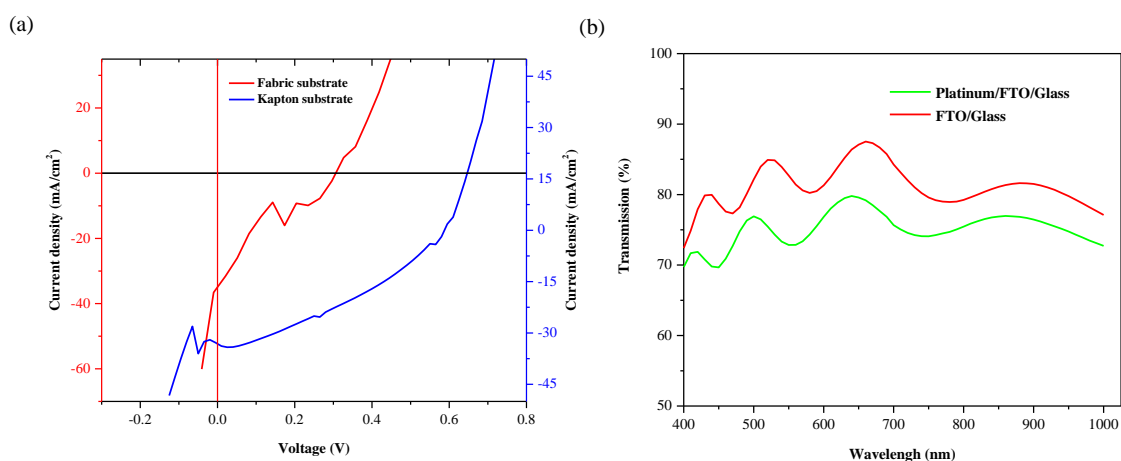 (a)
(b)
Fabric substrate
Kapton substrate
20
0
-20
-40
-60
Current density (mA/cm²)
45
30
15
0
-15
-30
-45
Current density (mA/cm²)
-0.2
0.0
0.2
0.4
0.6
0.8
Voltage (V)
100
90
80
70
60
50
Transmission (%)
Platinum/FTO/Glass
FTO/Glass
400
500
600
700
800
900
1000
Wavelengh (nm)